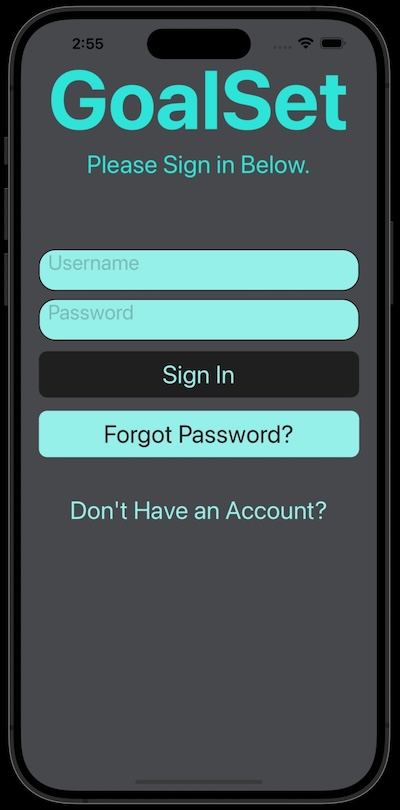 2:55
GoalSet
Please Sign in Below.
Username
Password
Sign In
Forgot Password?
Don't Have an Account?